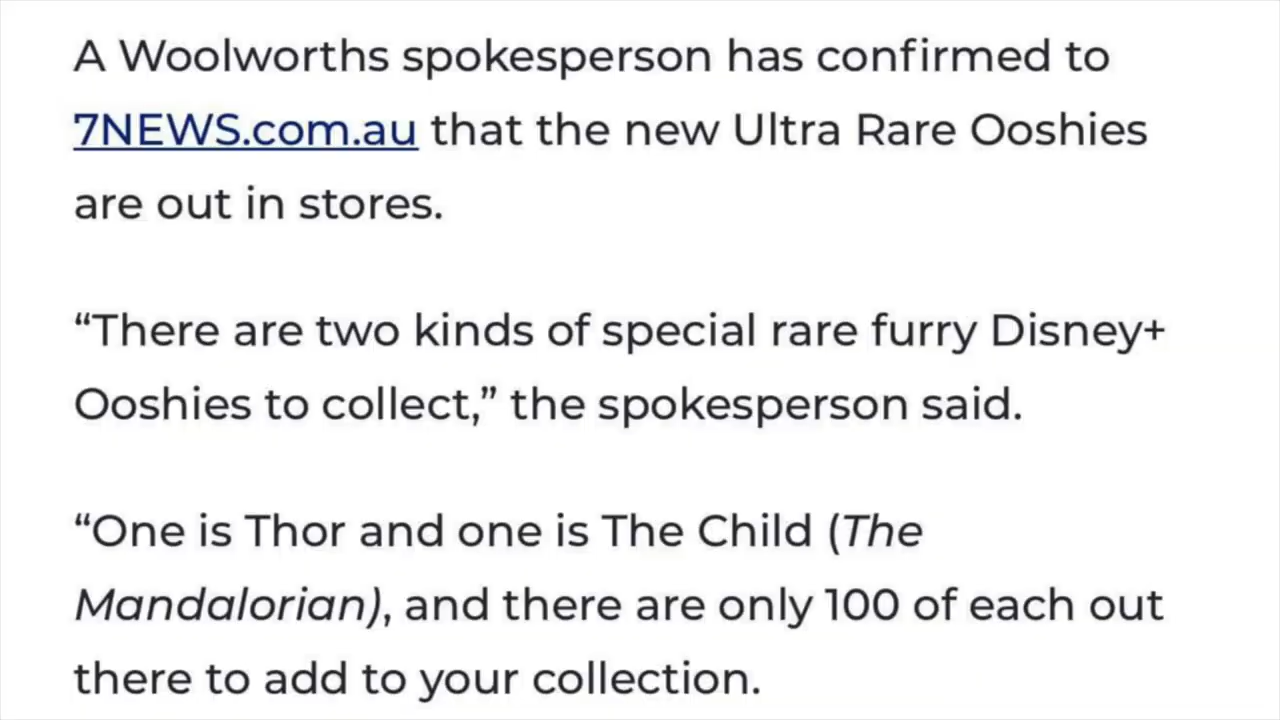 A Woolworths spokesperson has confirmed to
7NEWS.com.au that the new Ultra Rare Ooshies
are out in stores.
“There are two kinds of special rare furry Disney+
Ooshies to collect,” the spokesperson said.
“One is Thor and one is The Child (The
Mandalorian), and there are only 100 of each out
there to add to your collection.